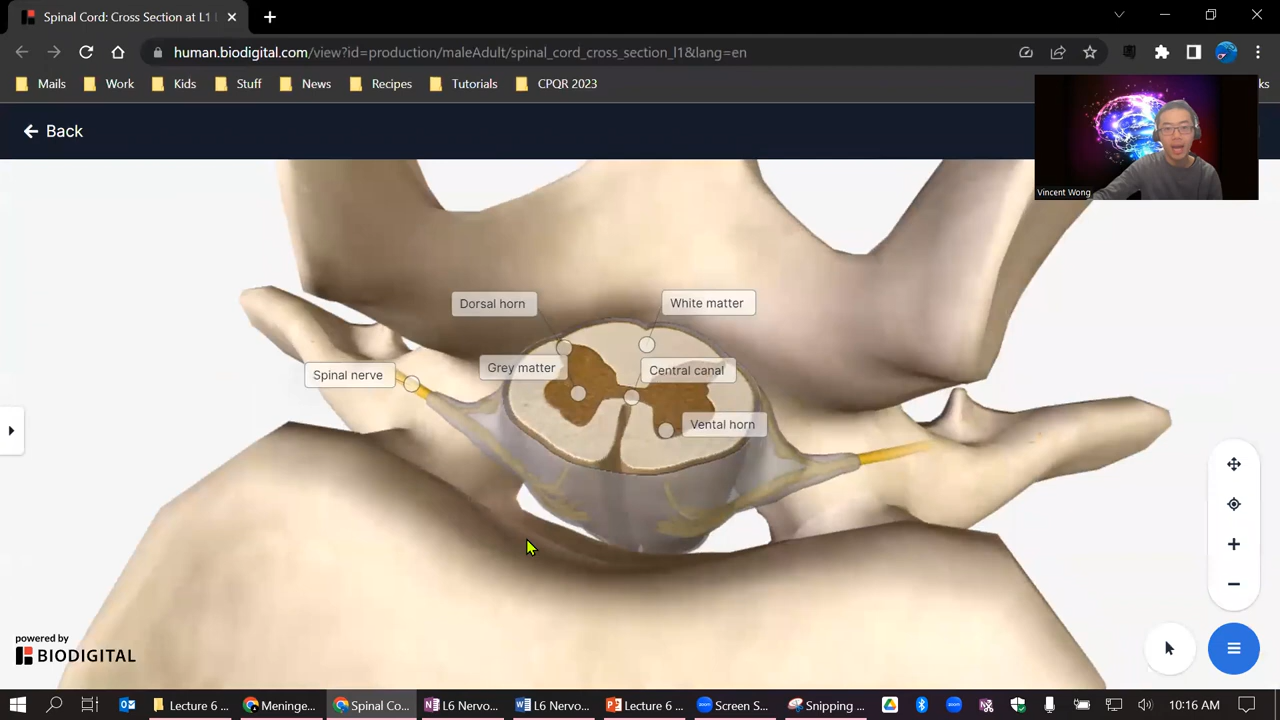 Spinal Cord: Cross Section at L1
human.biodigital.com/view?id=production/maleAdult/spinal_cord_cross_section_l1&lang=en
Mails Work Kids Stuff News Recipes Tutorials CPQR 2023
Back
Vincent Wong
Dorsal horn
White matter
Grey matter
Central canal
Spinal nerve
Vental horn
powered by
BIODIGITAL
Lecture 6 ... Meninge... Spinal Co... L6 Nervo... L6 Nervo... Lecture 6 ... Screen S... Snipping ... 10:16 AM